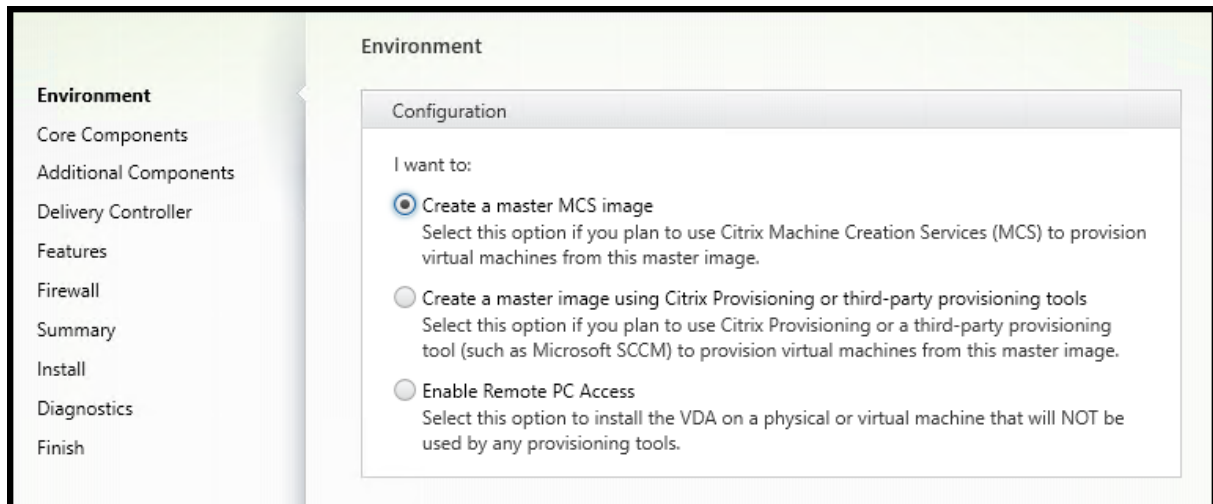 Environment
Core Components
Additional Components
Delivery Controller
Features
Firewall
Summary
Install
Diagnostics
Finish
Environment
Configuration
I want to:
Create a master MCS image
Select this option if you plan to use Citrix Machine Creation Services (MCS) to provision
virtual machines from this master image.
Create a master image using Citrix Provisioning or third-party provisioning tools
Select this option if you plan to use Citrix Provisioning or a third-party provisioning
tool (such as Microsoft SCCM) to provision virtual machines from this master image.
Enable Remote PC Access
Select this option to install the VDA on a physical or virtual machine that will NOT be
used by any provisioning tools.